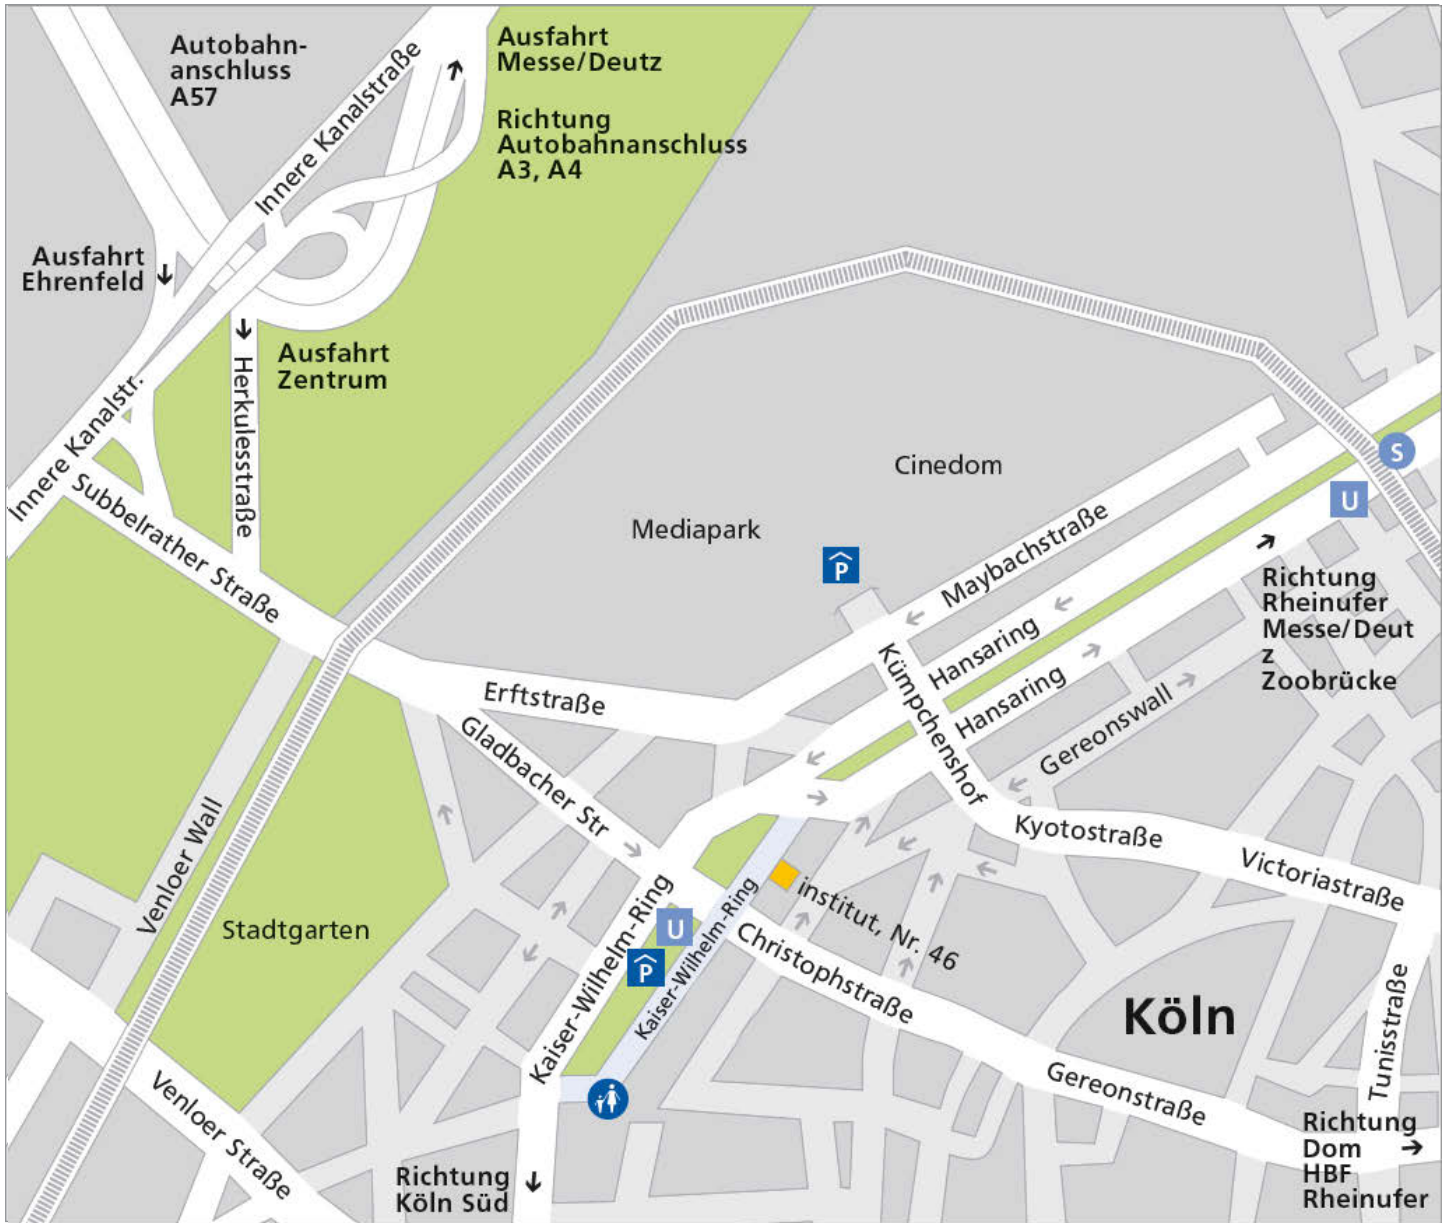 Autobahn-
anschluss
A57
Innere Kanalstraße
Ausfahrt
Messe/Deutz
Richtung
Autobahnanschluss
A3, A4
Ausfahrt
Ehrenfeld
Ausfahrt
Zentrum
Herkulesstraße
Innere Kanalstr.
Subbelrather Straße
Cinedom
Mediapark
P
S
U
Maybachstraße
Hansaring
Hansaring
Richtung
Rheinufer
Messe/Deut
z
Zoobrücke
Kümpchenshof
Gereonswall
Erftstraße
Gladbacher Str
Kyotostraße
Victoriastraße
Venloer Wall
Stadtgarten
Kaiser-Wilhelm-Ring
U
P
Kaiser-Wilhelm-Ring
institut, Nr. 46
Christophstraße
Köln
Tunisstraße
Gereonstraße
Venloer Straße
Richtung
Köln Süd
Richtung
Dom
HBF
Rheinufer